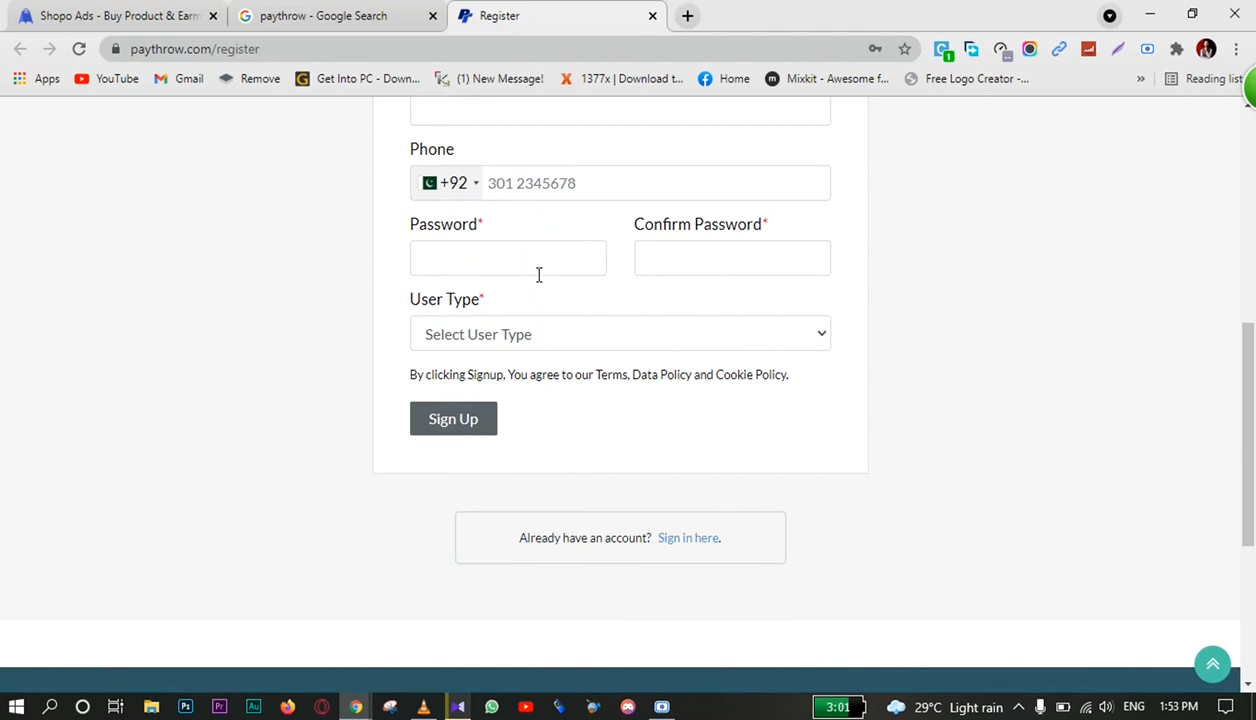 Shopo Ads - Buy Product & Earn
paythrow - Google Search
Register
paythrow.com/register
Apps
YouTube
Gmail
Remove
Get Into PC - Down...
(1) New Message!
1377x | Download t...
Home
Mixkit - Awesome f...
Free Logo Creator -...
»
Reading list
Phone
+92
301 2345678
Password*
Confirm Password*
User Type*
Select User Type
By clicking Signup, You agree to our Terms, Data Policy and Cookie Policy.
Sign Up
Already have an account? Sign in here.
3:01
29°C Light rain
ENG
1:53 PM